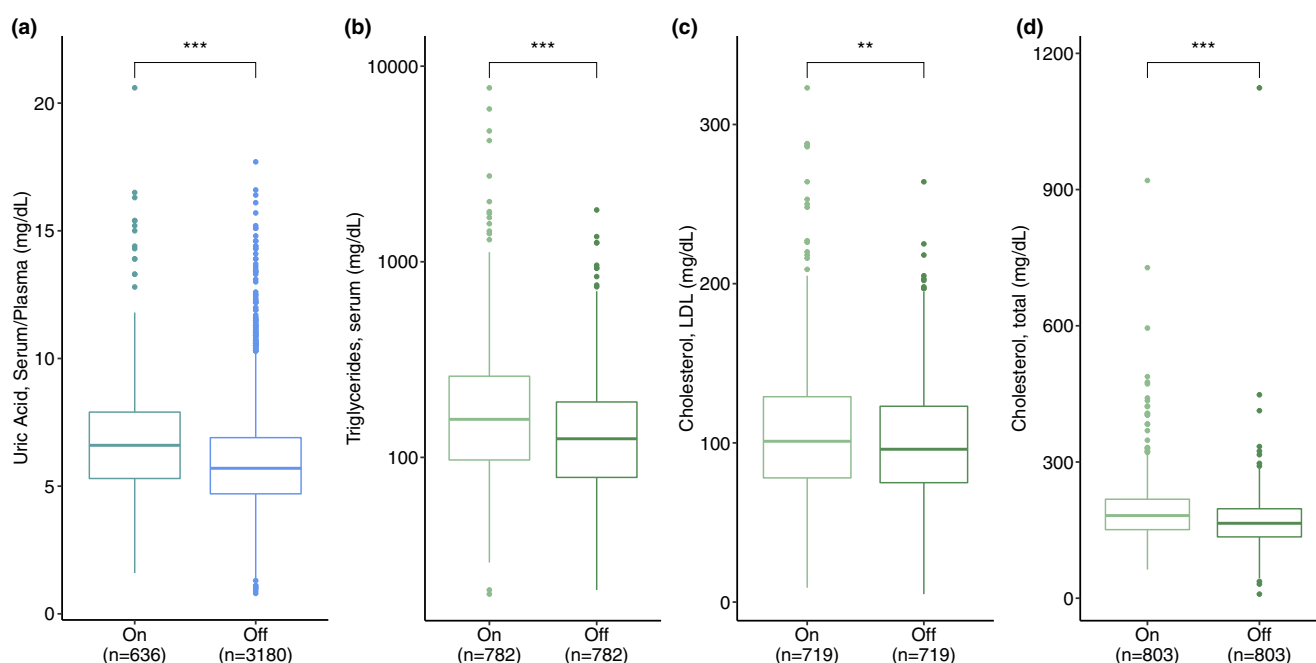 (a)
***
Uric Acid, Serum/Plasma (mg/dL)
20
15
10
5
0
On
(n=636)
Off
(n=3180)
(b)
***
Triglycerides, serum (mg/dL)
10000
1000
100
On
(n=782)
Off
(n=782)
(c)
**
Cholesterol, LDL (mg/dL)
300
200
100
0
On
(n=719)
Off
(n=719)
(d)
***
Cholesterol, total (mg/dL)
1200
900
600
300
0
On
(n=803)
Off
(n=803)